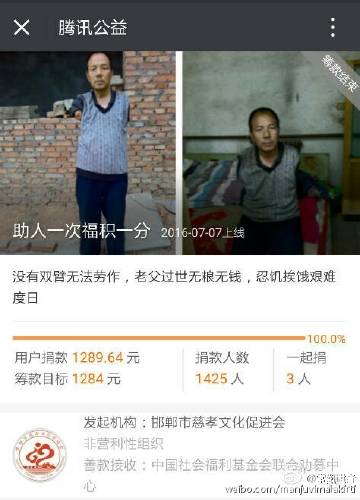 腾讯公益
筹款结束
助人一次福积一分 2016-07-07上线
没有双臂无法劳作，老父过世无粮无钱，忍饥挨饿艰难
度日
100.0%
用户捐款 1289.64 元
捐款人数
一起捐
筹款目标 1284 元
1425 人
3 人
发起机构：邯郸市慈孝文化促进会
非营利性组织
善款接收：中国社会福利基金会联合劝募中
心